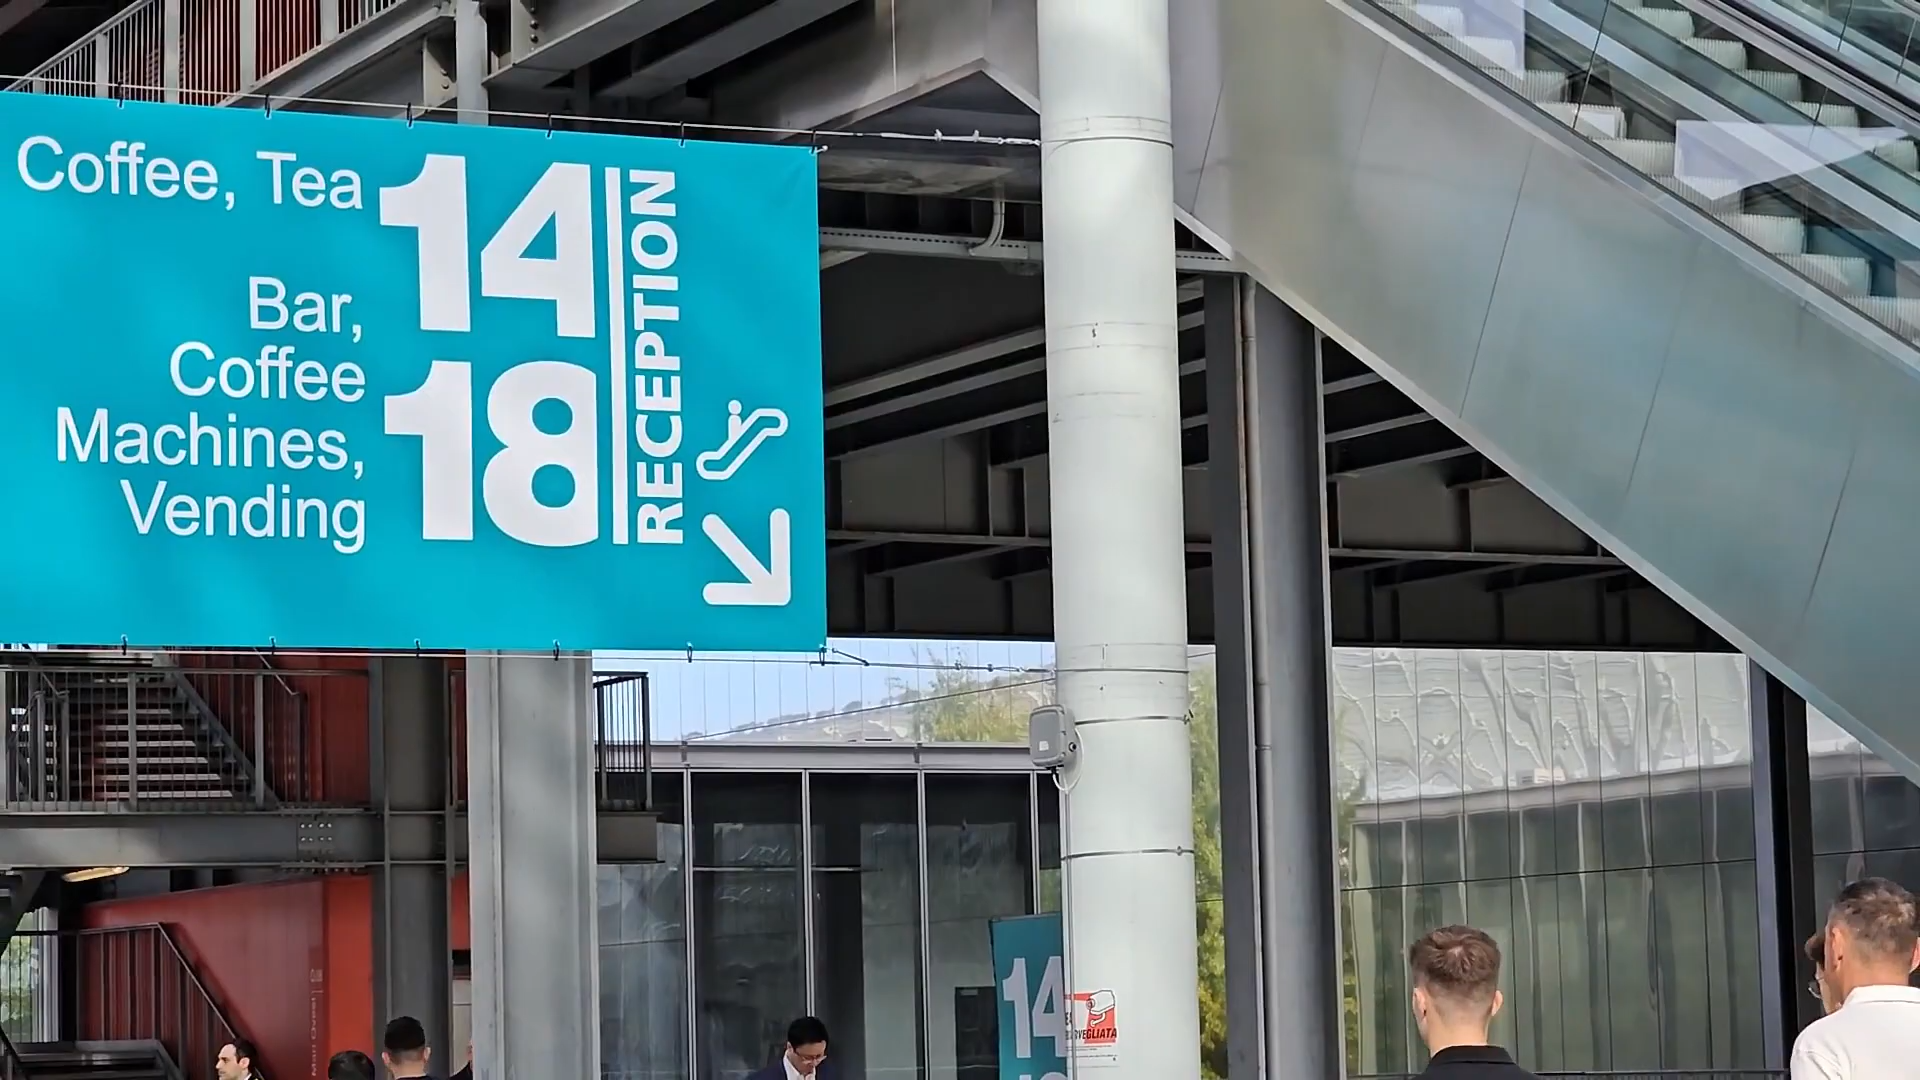 Coffee, Tea
14
Bar,
Coffee
Machines,
Vending
18
RECEPTION
14